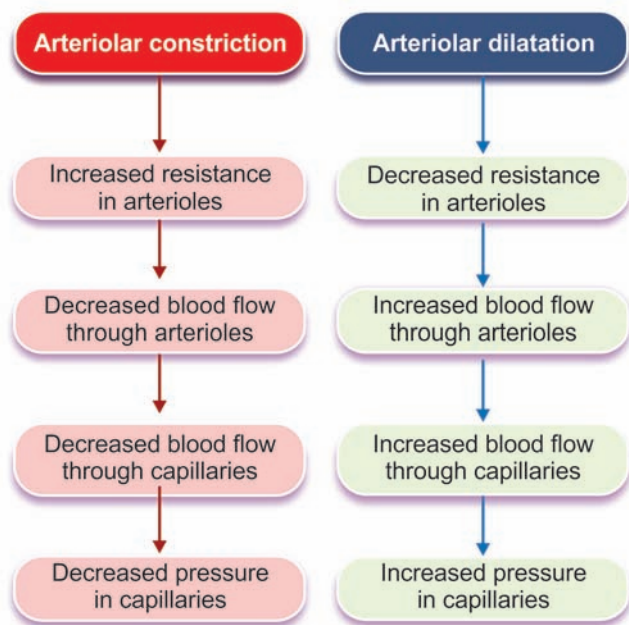 Arteriolar constriction
Increased resistance
in arterioles
Decreased blood flow
through arterioles
Decreased blood flow
through capillaries
Decreased pressure
in capillaries
Arteriolar dilatation
Decreased resistance
in arterioles
Increased blood flow
through arterioles
Increased blood flow
through capillaries
Increased pressure
in capillaries